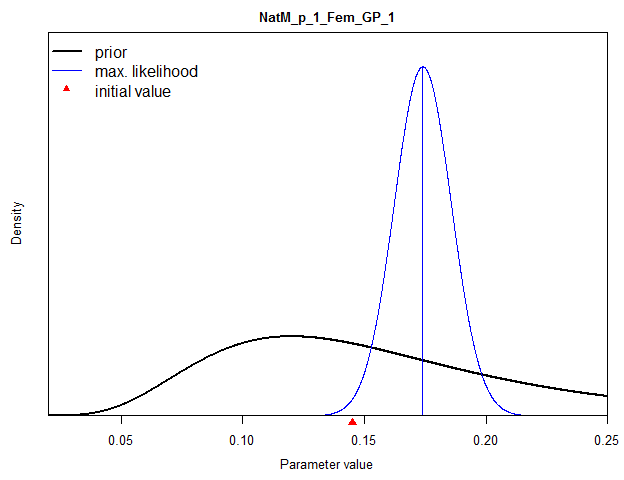 NatM_p_1_Fem_GP_1
prior
max. likelihood
initial value
Density
0.05 0.10 0.15 0.20 0.25
Parameter value